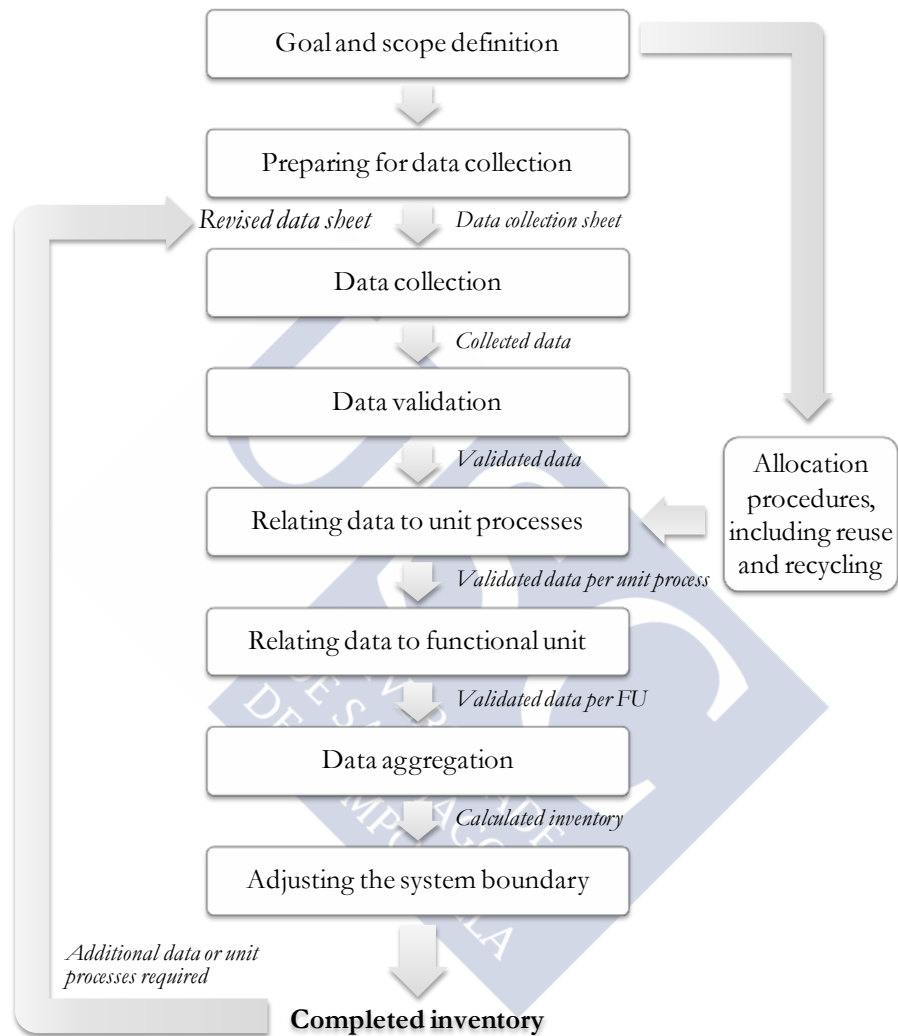 Goal and scope definition
Preparing for data collection
Revised data sheet
Data collection sheet
Data collection
Collected data
Data validation
Validated data
Allocation
procedures,
including reuse
and recycling
Relating data to unit processes
Validated data per unit process
Relating data to functional unit
Validated data per FU
Data aggregation
Calculated inventory
Adjusting the system boundary
Additional data or unit
processes required
Completed inventory